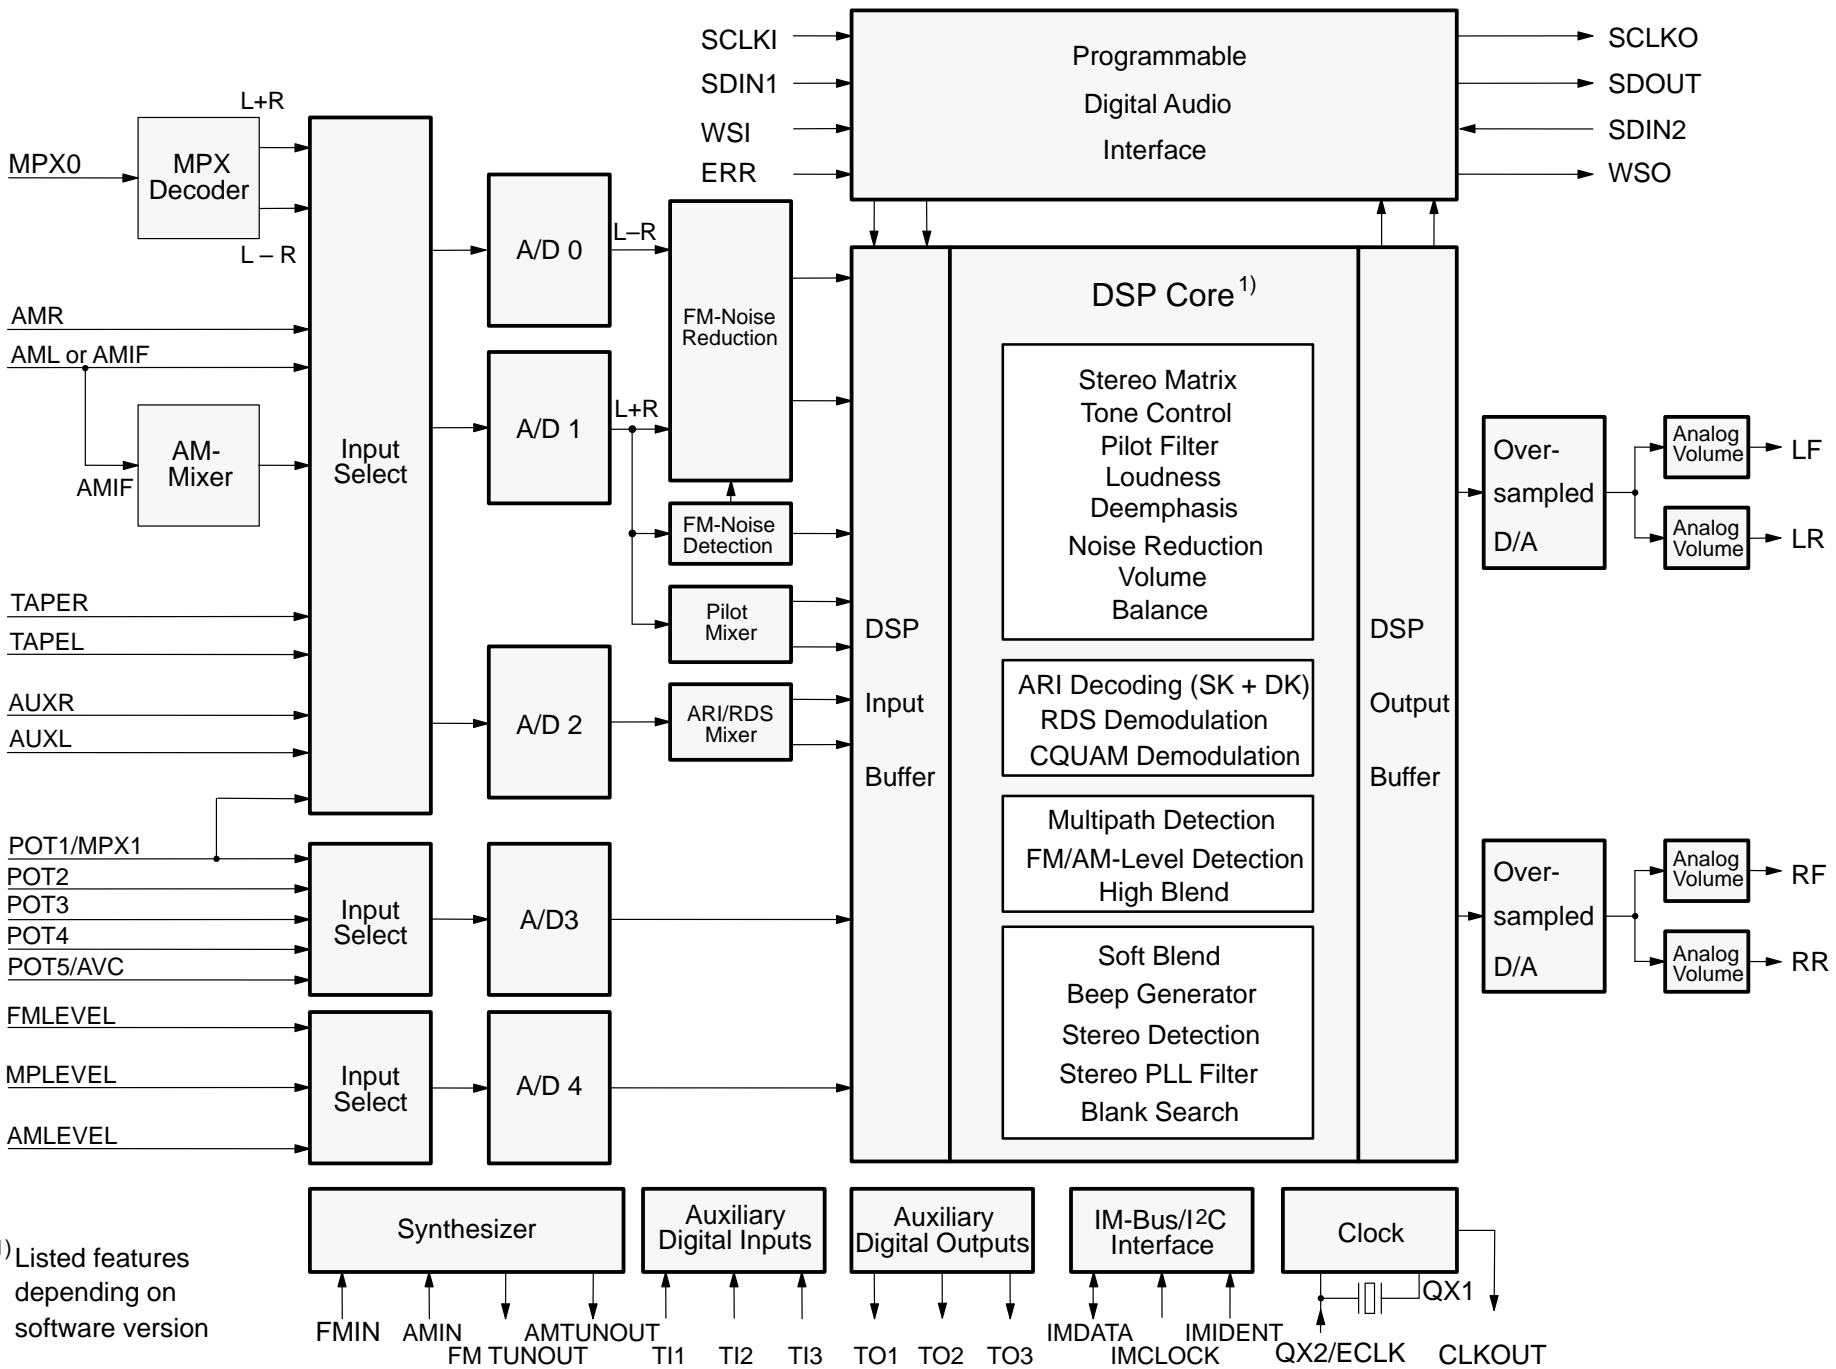 SCLKI
SDIN1
WSI
ERR
Programmable
Digital Audio
Interface
SCLKO
SDOUT
SDIN2
WSO
L+R
MPX0
MPX
Decoder
L – R
AMR
AML or AMIF
AMIF
AM-
Mixer
TAPER
TAPEL
AUXR
AUXL
POT1/MPX1
POT2
POT3
POT4
POT5/AVC
FMLEVEL
MPLEVEL
AMLEVEL
Input
Select
Input
Select
Input
Select
A/D 0
A/D 1
A/D 2
A/D3
A/D 4
L–R
L+R
FM-Noise
Reduction
FM-Noise
Detection
Pilot
Mixer
ARI/RDS
Mixer
DSP
Input
Buffer
DSP Core 1)
Stereo Matrix
Tone Control
Pilot Filter
Loudness
Deemphasis
Noise Reduction
Volume
Balance
ARI Decoding (SK + DK)
RDS Demodulation
CQUAM Demodulation
Multipath Detection
FM/AM-Level Detection
High Blend
Soft Blend
Beep Generator
Stereo Detection
Stereo PLL Filter
Blank Search
DSP
Output
Buffer
Over-
sampled
D/A
Analog
Volume
LF
Analog
Volume
LR
Over-
sampled
D/A
Analog
Volume
RF
Analog
Volume
RR
Synthesizer
FMIN
AMIN
FM TUNOUT
AMTUNOUT
Auxiliary
Digital Inputs
TI1
TI2
TI3
Auxiliary
Digital Outputs
TO1
TO2
TO3
IM-Bus/I2C
Interface
IMDATA
IMCLOCK
IMIDENT
Clock
QX1
QX2/ECLK
CLKOUT
1) Listed features
depending on
software version